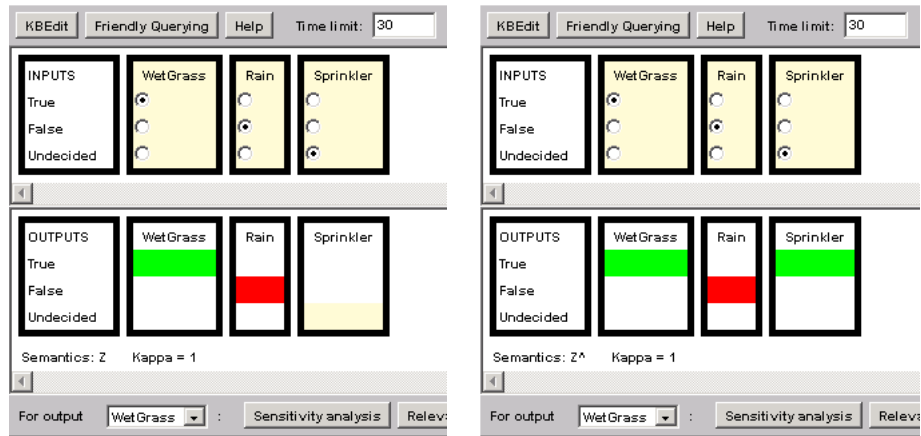 KBEdit Friendly Querying Help Time limit: 30
INPUTS WetGrass Rain Sprinkler
True
False
Undecided
OUTPUTS WetGrass Rain Sprinkler
True
False
Undecided
Semantics: Z Kappa = 1
For output WetGrass : Sensitivity analysis
KBEdit Friendly Querying Help Time limit: 30
INPUTS WetGrass Rain Sprinkler
True
False
Undecided
OUTPUTS WetGrass Rain Sprinkler
True
False
Undecided
Semantics: Z^ Kappa = 1
For output WetGrass : Sensitivity analysis